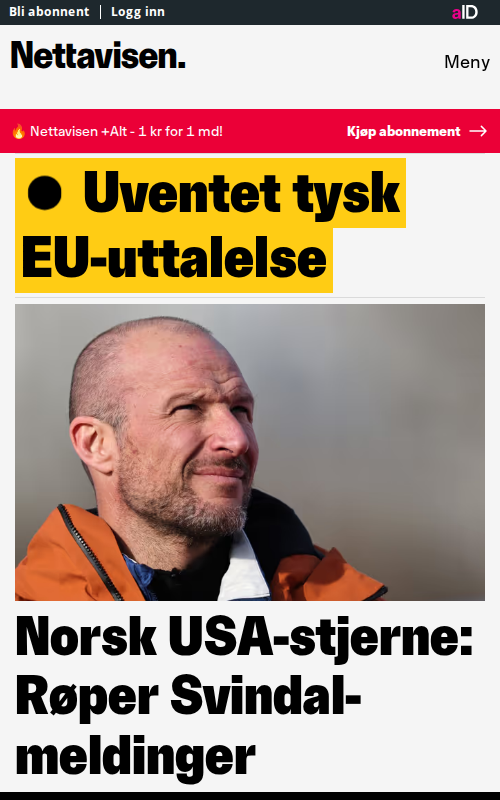 Bli abonnent | Logg inn
aID
Nettavisen.
Meny
🔥 Nettavisen +Alt - 1 kr for 1 md!
Kjøp abonnement →
● Uventet tysk
EU-uttalelse
Norsk USA-stjerne:
Røper Svindal-
meldinger